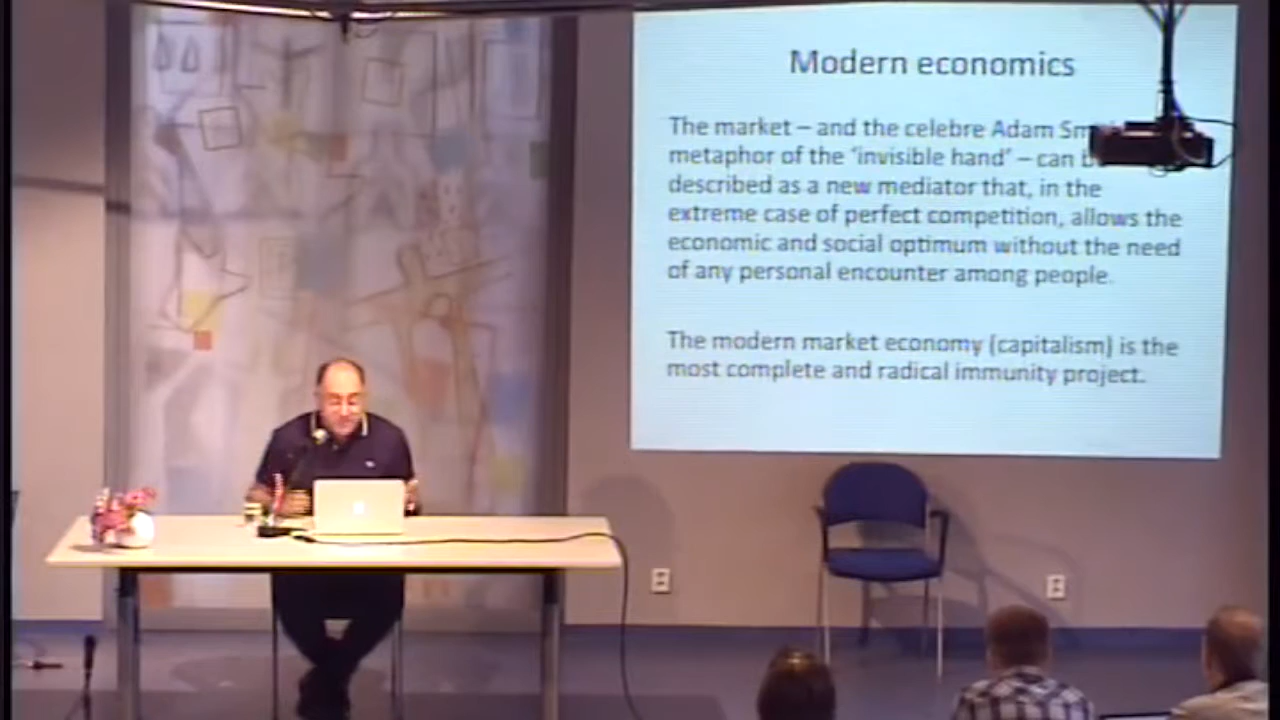 Modern economics
The market – and the celebre Adam
metaphor of the ‘invisible hand’ – can
described as a new mediator that, in the
extreme case of perfect competition, allows the
economic and social optimum without the need
of any personal encounter among people.
The modern market economy (capitalism) is the
most complete and radical immunity project.